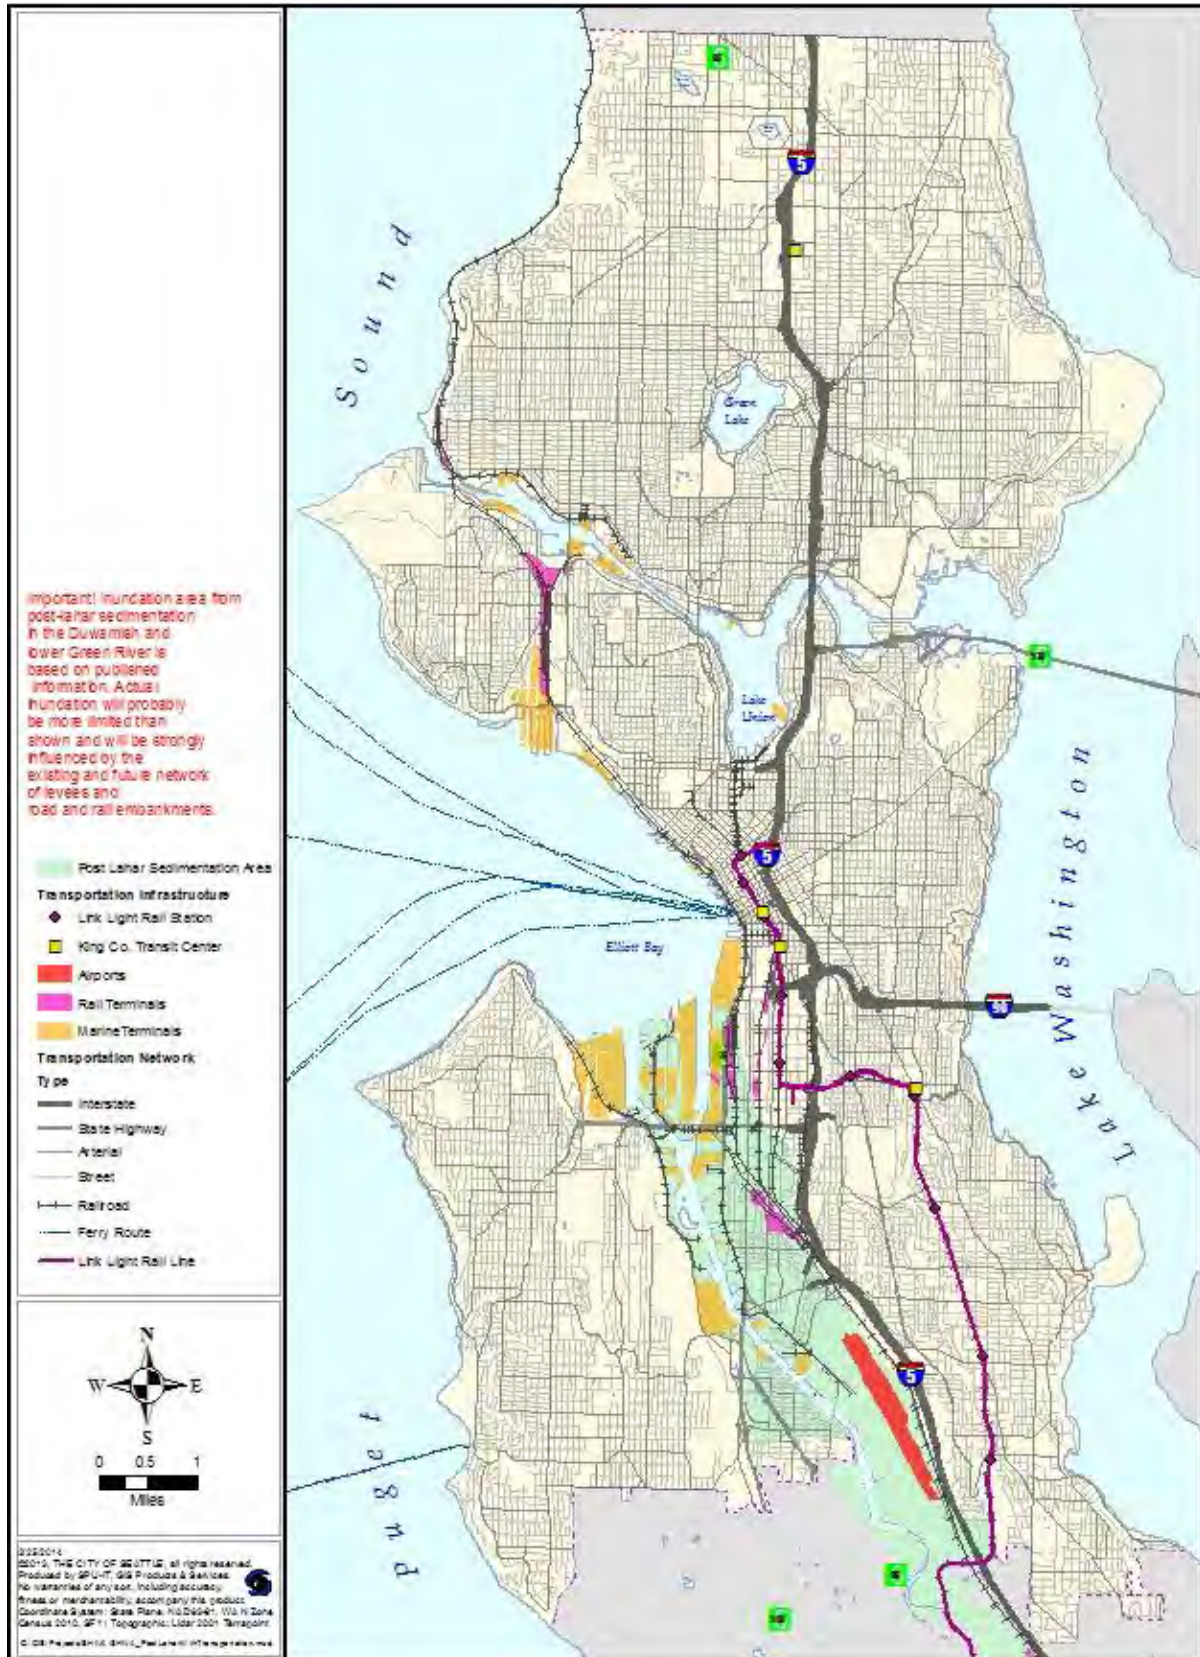 Important! Inundation area from
post-lahar sedimentation
in the Duwamish and
lower Green River is
based on published
information. Actual
inundation will probably
be more limited than
shown and will be strongly
influenced by the
existing and future network
of levees and
road and rail embankments.
Post Lahar Sedimentation Area
Transportation Infrastructure
Link Light Rail Station
King Co. Transit Center
Airports
Rail Terminals
Marine Terminals
Transportation Network
Type
Interstate
State Highway
Arterial
Street
Railroad
Ferry Route
Link Light Rail Line
N
W E
S
0 0.5 1
Miles
©2013, THE CITY OF SEATTLE, all rights reserved.
Produced by SPU-IT, GIS Products & Services
No warranties of any sort, including accuracy,
fitness or merchantability, accompany this product.
Coordinate System: State Plane,
Puget
Sound
5
Green
Lake
Lake
Union
5
Elliott Bay
90
Lake Washington
5